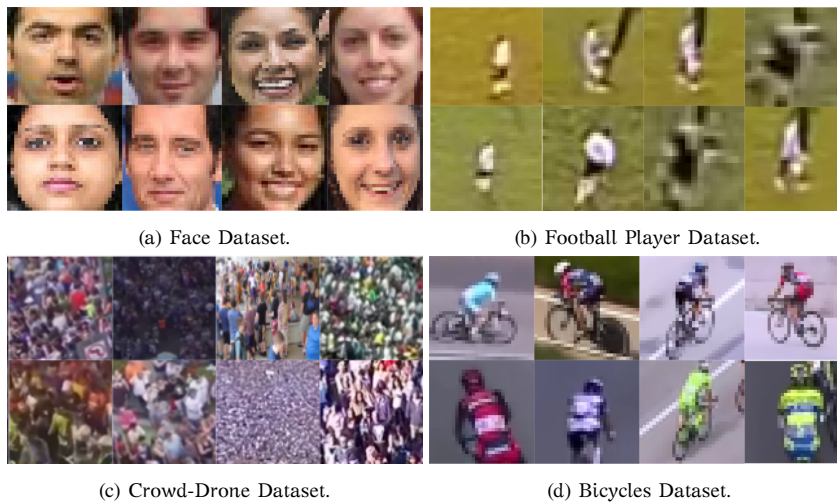 (a) Face Dataset.
(b) Football Player Dataset.
(c) Crowd-Drone Dataset.
(d) Bicycles Dataset.